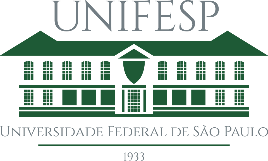 UNIFESP
UNIVERSIDADE FEDERAL DE SÃO PAULO
1933